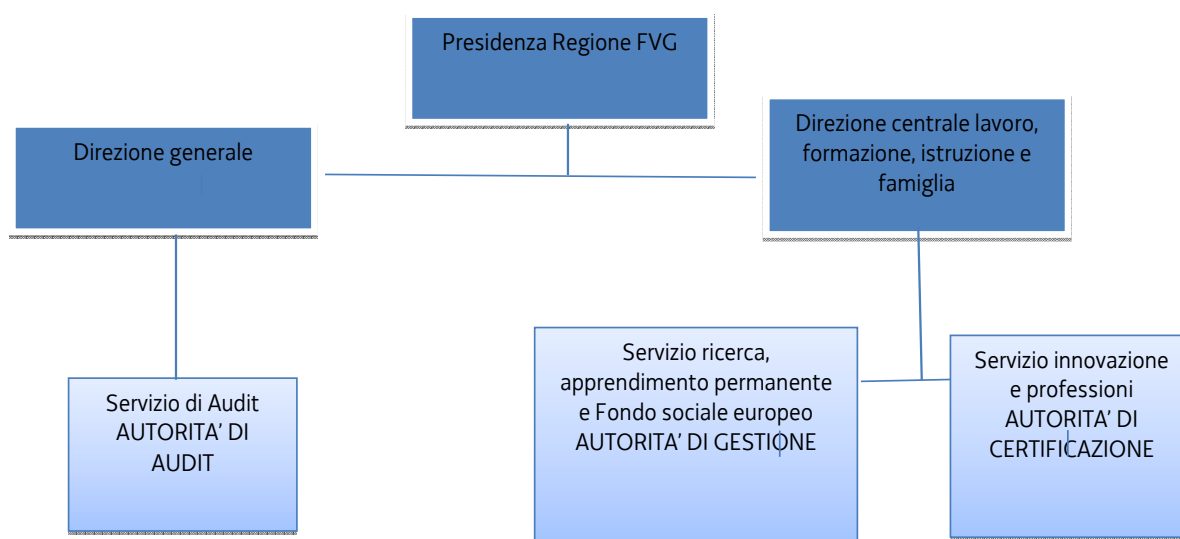 Presidenza Regione FVG
Direzione generale
Direzione centrale lavoro,
formazione, istruzione e
famiglia
Servizio di Audit
AUTORITA’ DI
AUDIT
Servizio ricerca,
apprendimento permanente
e Fondo sociale europeo
AUTORITA’ DI GESTIONE
Servizio innovazione
e professioni
AUTORITA’ DI
CERTIFICAZIONE